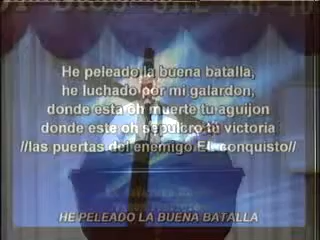 He peleado la buena batalla,
he luchado por mi galardon,
donde esta oh muerte tu aguijon
donde este oh sepulcro tu victoria
//las puertas del enemigo EL conquisto//
HE PELEADO LA BUENA BATALLA